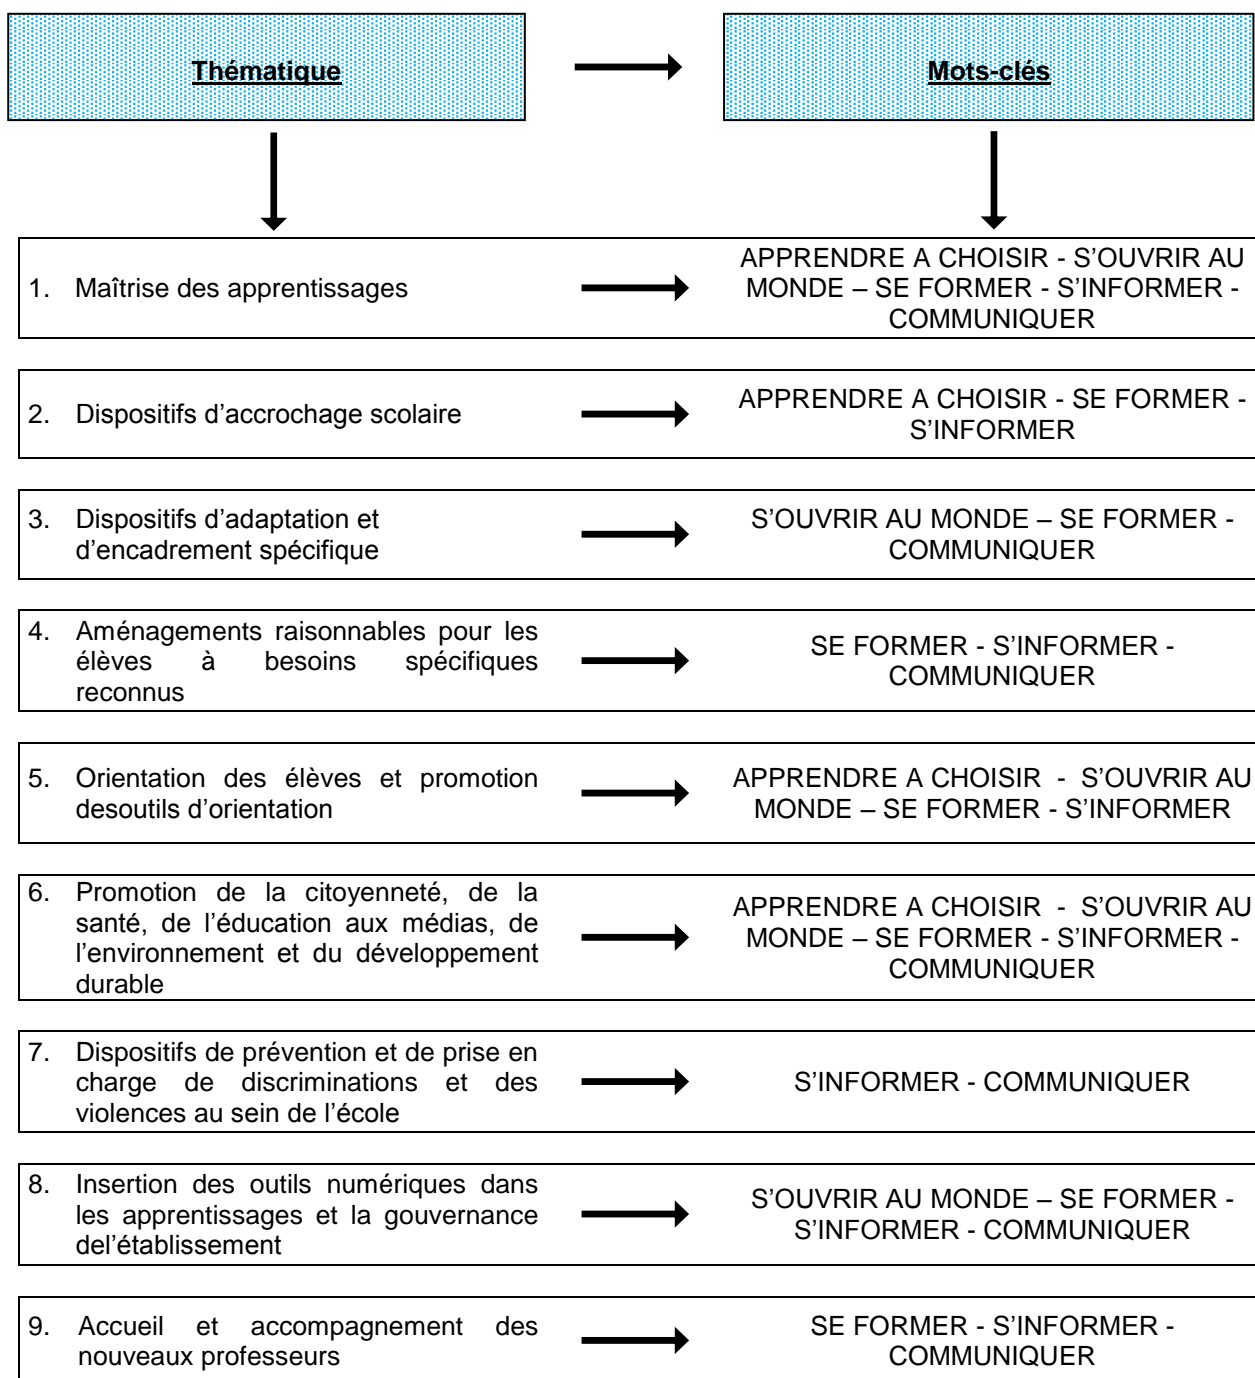 Thématique
Mots-clés
1. Maîtrise des apprentissages
APPRENDRE A CHOISIR - S’OUVRIR AU
MONDE – SE FORMER - S’INFORMER -
COMMUNIQUER
2. Dispositifs d’accrochage scolaire
APPRENDRE A CHOISIR - SE FORMER -
S’INFORMER
3. Dispositifs d’adaptation et
d’encadrement spécifique
S’OUVRIR AU MONDE – SE FORMER -
COMMUNIQUER
4. Aménagements raisonnables pour les
élèves à besoins spécifiques
reconnus
SE FORMER - S’INFORMER -
COMMUNIQUER
5. Orientation des élèves et promotion
desoutils d’orientation
APPRENDRE A CHOISIR - S’OUVRIR AU
MONDE – SE FORMER - S’INFORMER
6. Promotion de la citoyenneté, de la
santé, de l’éducation aux médias, de
l’environnement et du développement
durable
APPRENDRE A CHOISIR - S’OUVRIR AU
MONDE – SE FORMER - S’INFORMER -
COMMUNIQUER
7. Dispositifs de prévention et de prise en
charge de discriminations et des
violences au sein de l’école
S’INFORMER - COMMUNIQUER
8. Insertion des outils numériques dans
les apprentissages et la gouvernance
del’établissement
S’OUVRIR AU MONDE – SE FORMER -
S’INFORMER - COMMUNIQUER
9. Accueil et accompagnement des
nouveaux professeurs
SE FORMER - S’INFORMER -
COMMUNIQUER